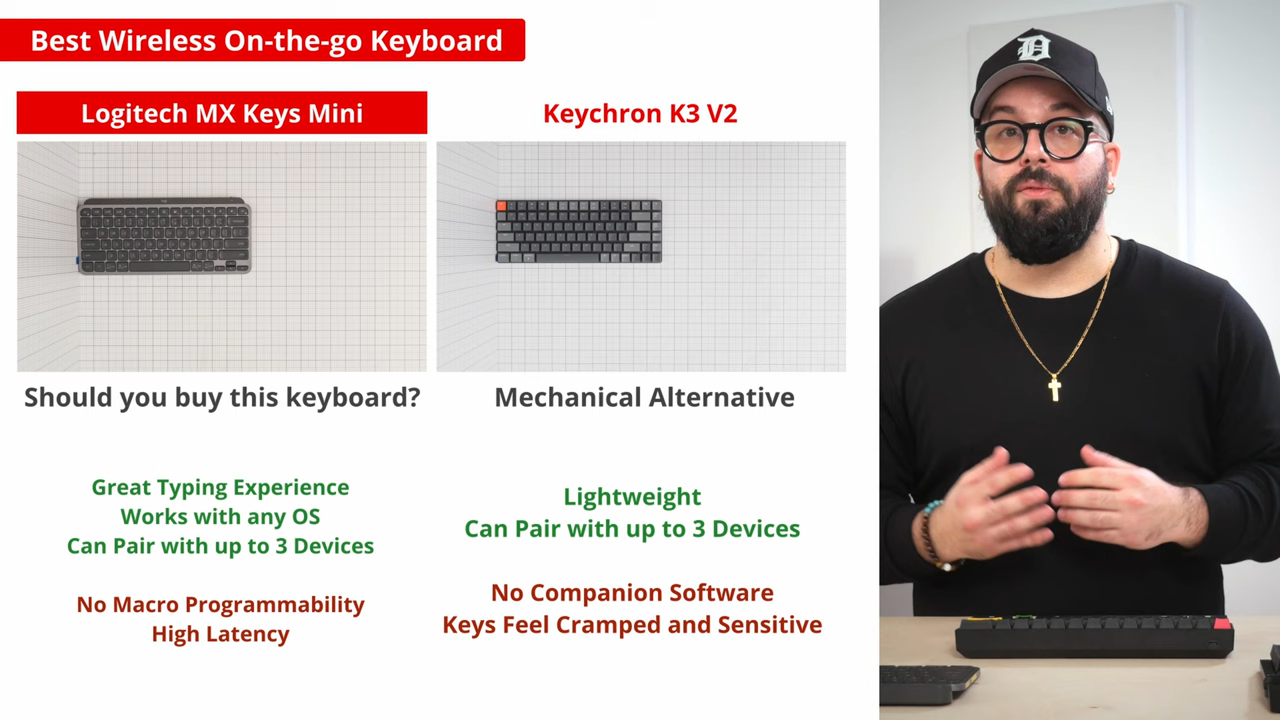 Best Wireless On-the-go Keyboard
Logitech MX Keys Mini
Keychron K3 V2
Should you buy this keyboard?
Mechanical Alternative
Great Typing Experience
Works with any OS
Can Pair with up to 3 Devices
No Macro Programmability
High Latency
Lightweight
Can Pair with up to 3 Devices
No Companion Software
Keys Feel Cramped and Sensitive
D